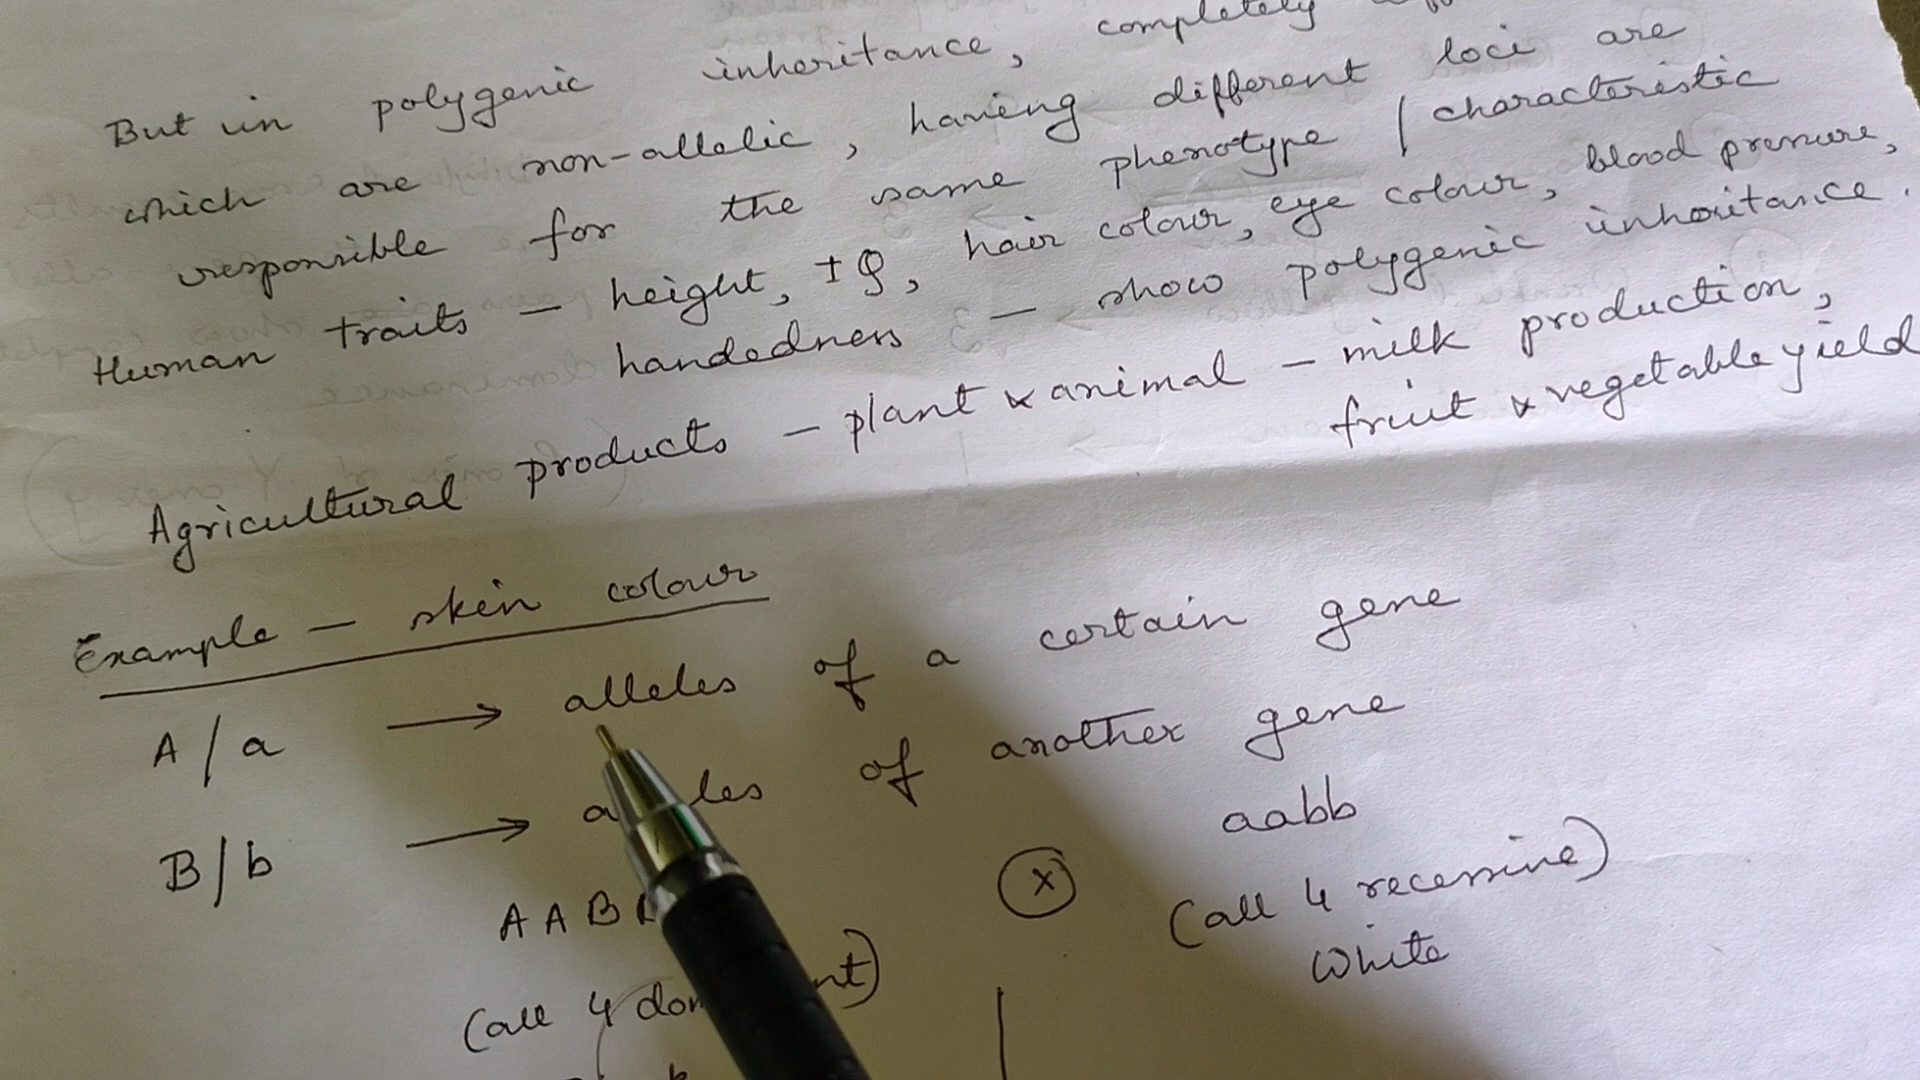 But in polygenic inheritance, completely
which are non-allelic, having different loci are
responsible for the same phenotype / characteristic
Human traits – height, IQ, hair colour, eye colour, blood pressure,
handedness – show polygenic inheritance.
Agricultural products – plant & animal – milk production,
fruit & vegetable yield
Example – skin colour
A/a → alleles of a certain gene
B/b → alles of another gene
AAB x aabb
(all 4 (all 4 recessive)
White